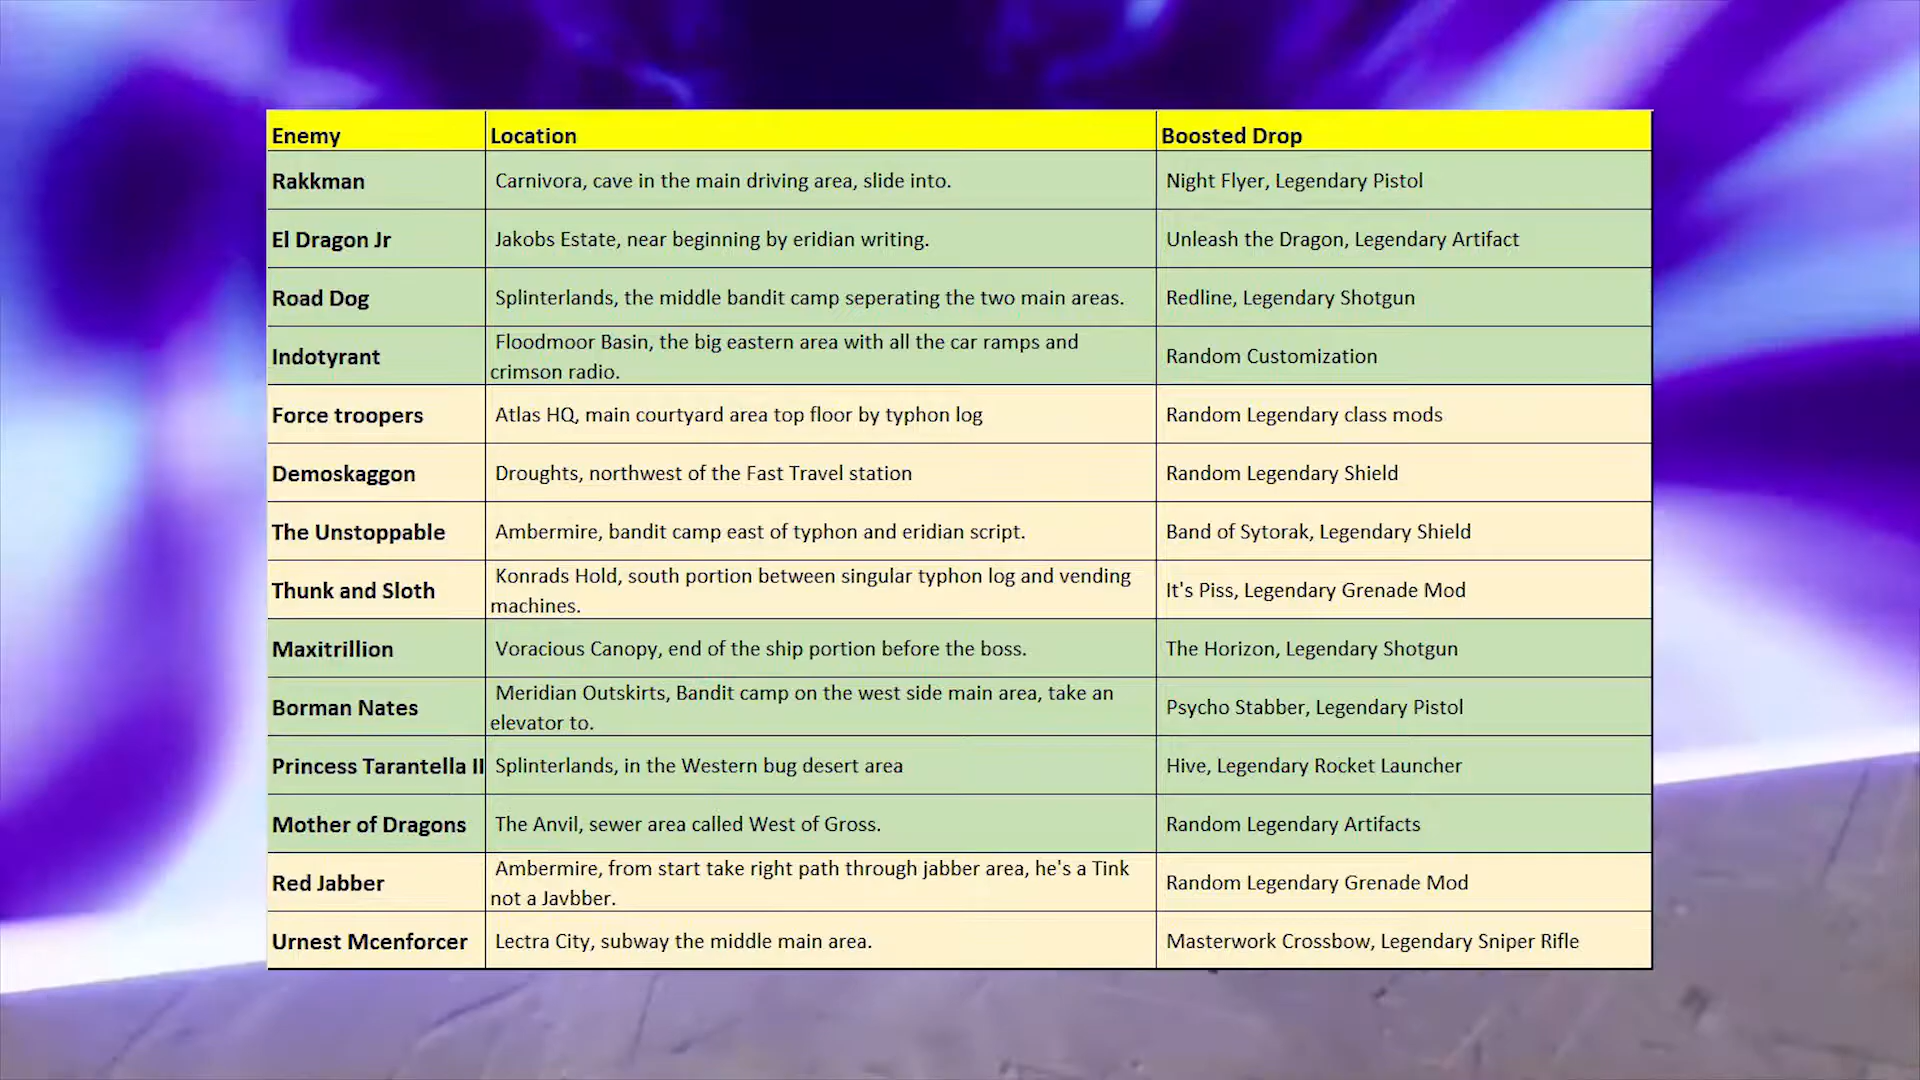 Enemy Location Boosted Drop
Rakkman Carnivora, cave in the main driving area, slide into. Night Flyer, Legendary Pistol
El Dragon Jr Jakobs Estate, near beginning by eridian writing. Unleash the Dragon, Legendary Artifact
Road Dog Splinterlands, the middle bandit camp seperating the two main areas. Redline, Legendary Shotgun
Indotyrant Floodmoor Basin, the big eastern area with all the car ramps and
crimson radio. Random Customization
Force troopers Atlas HQ, main courtyard area top floor by typhon log Random Legendary class mods
Demoskaggon Droughts, northwest of the Fast Travel station Random Legendary Shield
The Unstoppable Ambermire, bandit camp east of typhon and eridian script. Band of Sytorak, Legendary Shield
Thunk and Sloth Konrads Hold, south portion between singular typhon log and vending
machines. It's Piss, Legendary Grenade Mod
Maxitrillion Voracious Canopy, end of the ship portion before the boss. The Horizon, Legendary Shotgun
Borman Nates Meridian Outskirts, Bandit camp on the west side main area, take an
elevator to. Psycho Stabber, Legendary Pistol
Princess Tarantella II Splinterlands, in the Western bug desert area Hive, Legendary Rocket Launcher
Mother of Dragons The Anvil, sewer area called West of Gross. Random Legendary Artifacts
Red Jabber Ambermire, from start take right path through jabber area, he's a Tink
not a Javbber. Random Legendary Grenade Mod
Urnest Mcenforcer Lectra City, subway the middle main area. Masterwork Crossbow, Legendary Sniper Rifle